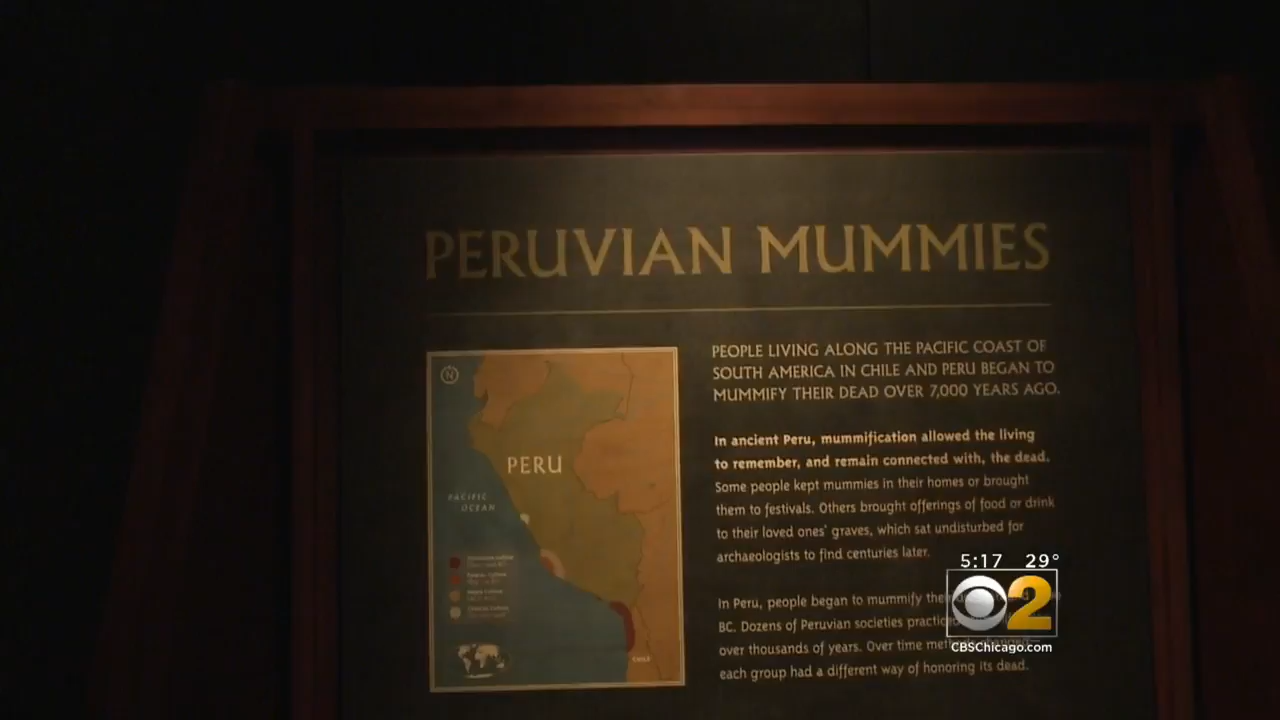 PERUVIAN MUMMIES
PEOPLE LIVING ALONG THE PACIFIC COAST OF
SOUTH AMERICA IN CHILE AND PERU BEGAN TO
MUMMIFY THEIR DEAD OVER 7,000 YEARS AGO.
In ancient Peru, mummification allowed the living
to remember, and remain connected with, the dead.
Some people kept mummies in their homes or brought
them to festivals. Others brought offerings of food or drink
to their loved ones' graves, which sat undisturbed for
archaeologists to find centuries later.
In Peru, people began to mummify their
BC. Dozens of Peruvian societies
over thousands of years. Over time
each group had a different way of honoring its dead.
N
PERU
PACIFIC
OCEAN
CHILE
5:17 29°
2
CBSChicago.com